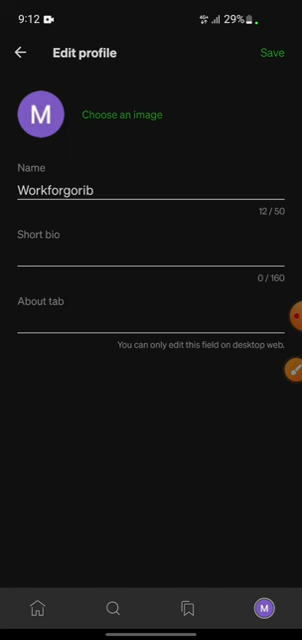 9:12
29%
Edit profile
Save
M
Choose an image
Name
Workforgorib
12 / 50
Short bio
0 / 160
About tab
You can only edit this field on desktop web.
M